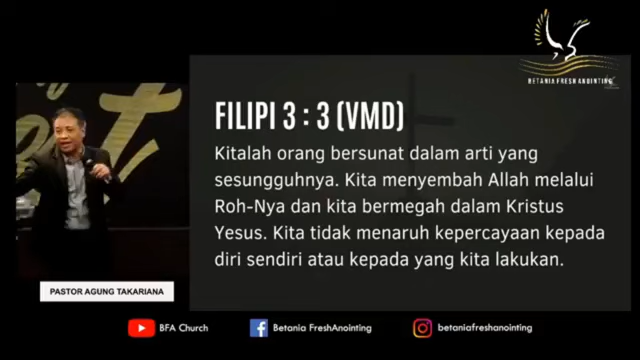 BETANIA FRESH ANOINTING
FILIPI 3 : 3 (VMD)
Kitalah orang bersunat dalam arti yang
sesungguhnya. Kita menyembah Allah melalui
Roh-Nya dan kita bermegah dalam Kristus
Yesus. Kita tidak menaruh kepercayaan kepada
diri sendiri atau kepada yang kita lakukan.
PASTOR AGUNG TAKARIANA
BFA Church
Betania FreshAnointing
betaniafreshanointing